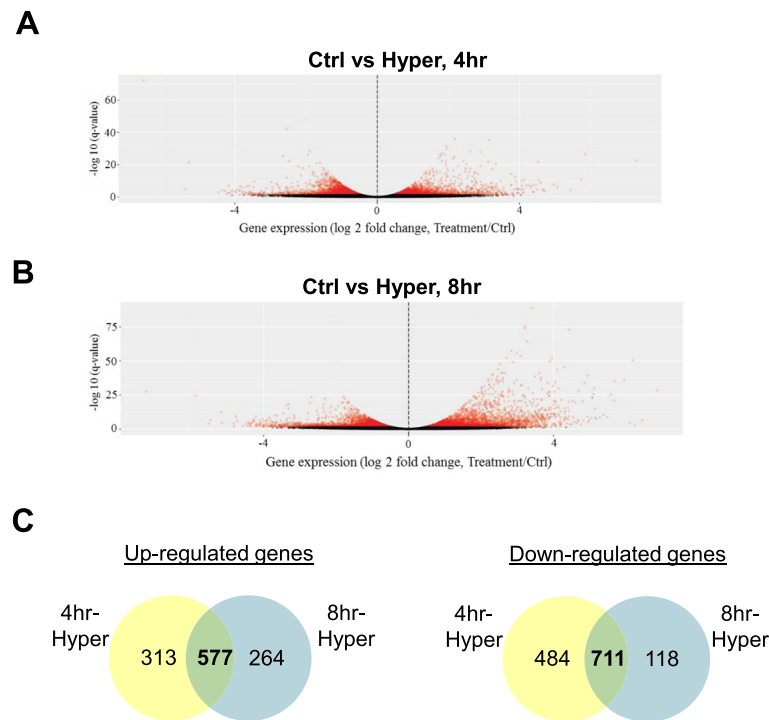 A
Ctrl vs Hyper, 4hr
-log 10 (q-value)
60
40
20
0
-4
0
4
Gene expression (log 2 fold change, Treatment/Ctrl)
B
Ctrl vs Hyper, 8hr
-log 10 (q-value)
75
50
25
0
-4
0
4
Gene expression (log 2 fold change, Treatment/Ctrl)
C
Up-regulated genes
4hr-
Hyper
8hr-
Hyper
313
577
264
Down-regulated genes
4hr-
Hyper
8hr-
Hyper
484
711
118